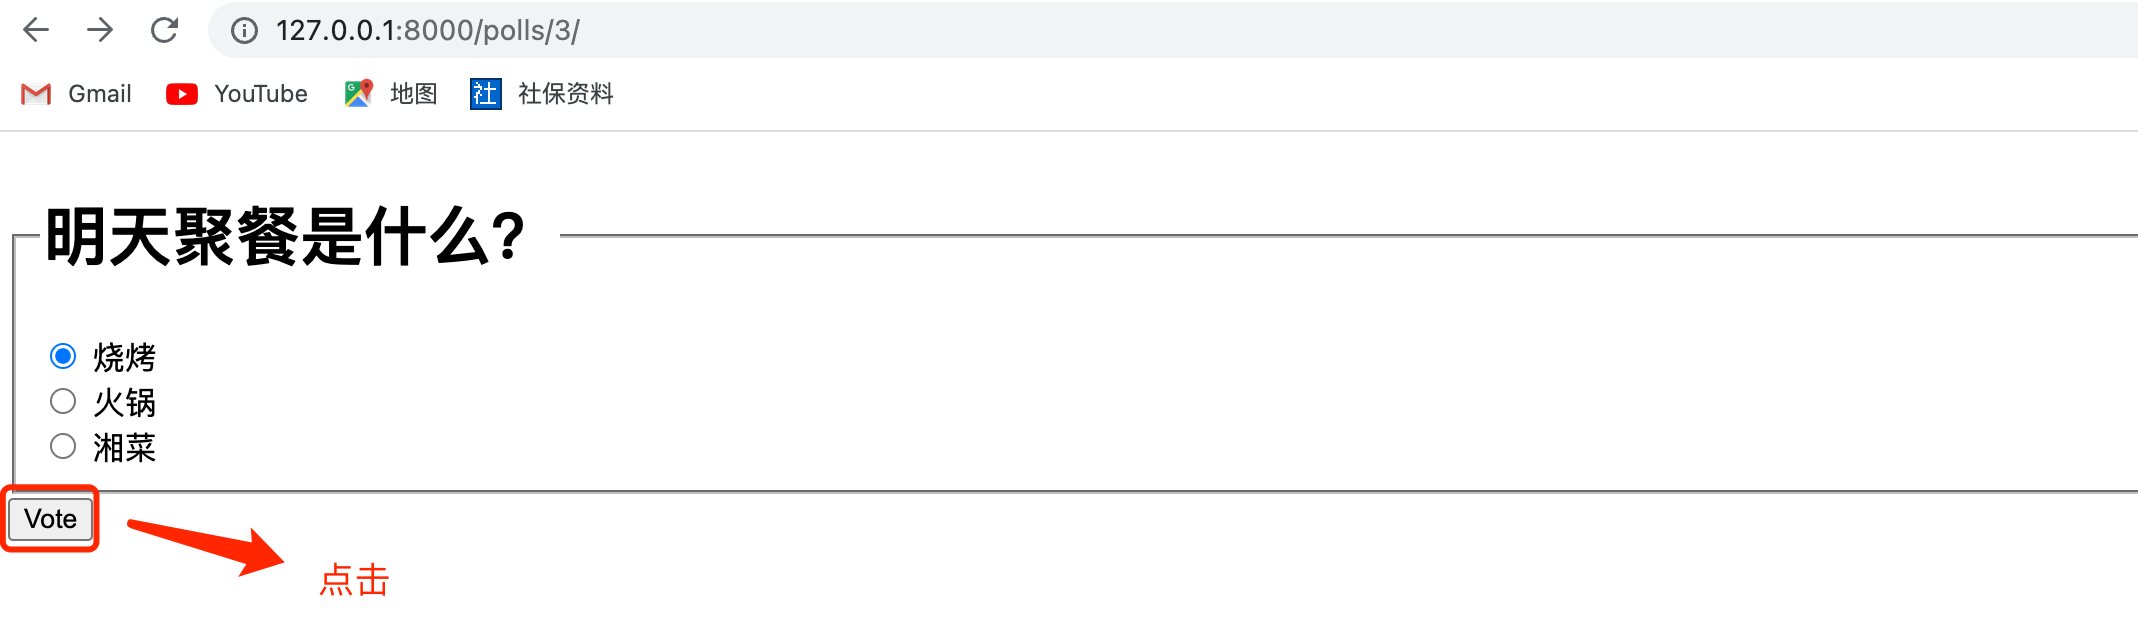 127.0.0.1:8000/polls/3/
Gmail YouTube 地图 社 社保资料
明天聚餐是什么?
烧烤
火锅
湘菜
Vote
点击